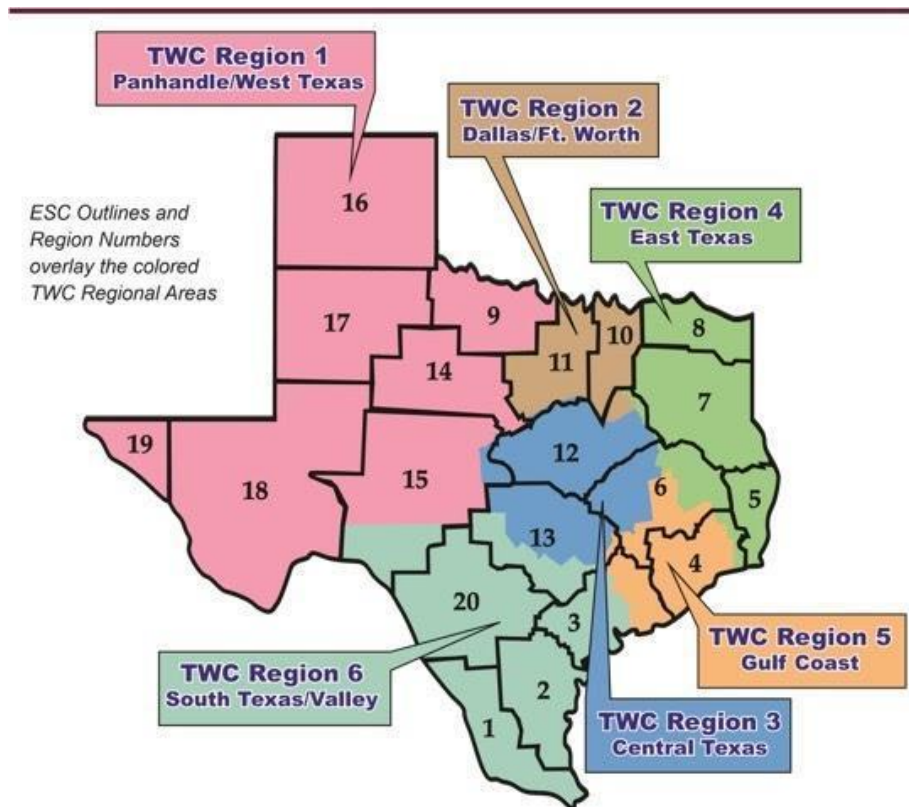 TWC Region 1
Panhandle/West Texas
TWC Region 2
Dallas/Ft. Worth
TWC Region 4
East Texas
ESC Outlines and
Region Numbers
overlay the colored
TWC Regional Areas
16
17
9
10
8
11
14
7
19
12
18
15
6
5
13
4
20
3
TWC Region 5
Gulf Coast
TWC Region 6
South Texas/Valley
2
1
TWC Region 3
Central Texas